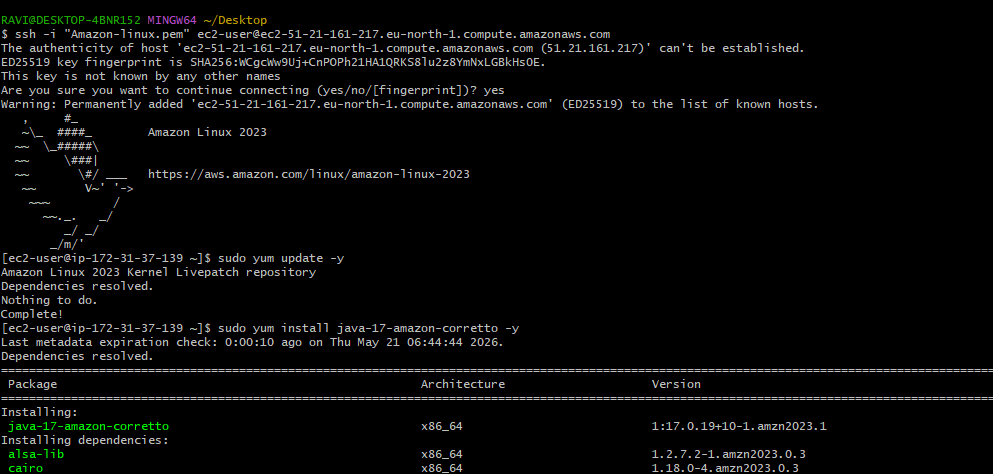 RAVI@DESKTOP-4BNR152 MINGW64 ~/Desktop
$ ssh -i "Amazon-linux.pem" ec2-user@ec2-51-21-161-217.eu-north-1.compute.amazonaws.com
The authenticity of host 'ec2-51-21-161-217.eu-north-1.compute.amazonaws.com (51.21.161.217)' can't be established.
ED25519 key fingerprint is SHA256:WCgcWw9Uj+CnPOPh21HA1QRKS8lu2z8YmNxLGBkHsOE.
This key is not known by any other names
Are you sure you want to continue connecting (yes/no/[fingerprint])? yes
Warning: Permanently added 'ec2-51-21-161-217.eu-north-1.compute.amazonaws.com' (ED25519) to the list of known hosts.
   ,     #_
   ~\_  ####_        Amazon Linux 2023
  ~~  \_#####\
  ~~     \###|
  ~~       \#/ ___   https://aws.amazon.com/linux/amazon-linux-2023
   ~~       V~' '->
    ~~~         /
      ~~._.   _/
         _/ _/
       _/m/'
[ec2-user@ip-172-31-37-139 ~]$ sudo yum update -y
Amazon Linux 2023 Kernel Livepatch repository
Dependencies resolved.
Nothing to do.
Complete!
[ec2-user@ip-172-31-37-139 ~]$ sudo yum install java-17-amazon-corretto -y
Last metadata expiration check: 0:00:10 ago on Thu May 21 06:44:44 2026.
Dependencies resolved.
Package Architecture Version
Installing:
java-17-amazon-corretto x86_64 1:17.0.19+10-1.amzn2023.1
Installing dependencies:
alsa-lib x86_64 1.2.7.2-1.amzn2023.0.3
cairo x86_64 1.18.0-4.amzn2023.0.3